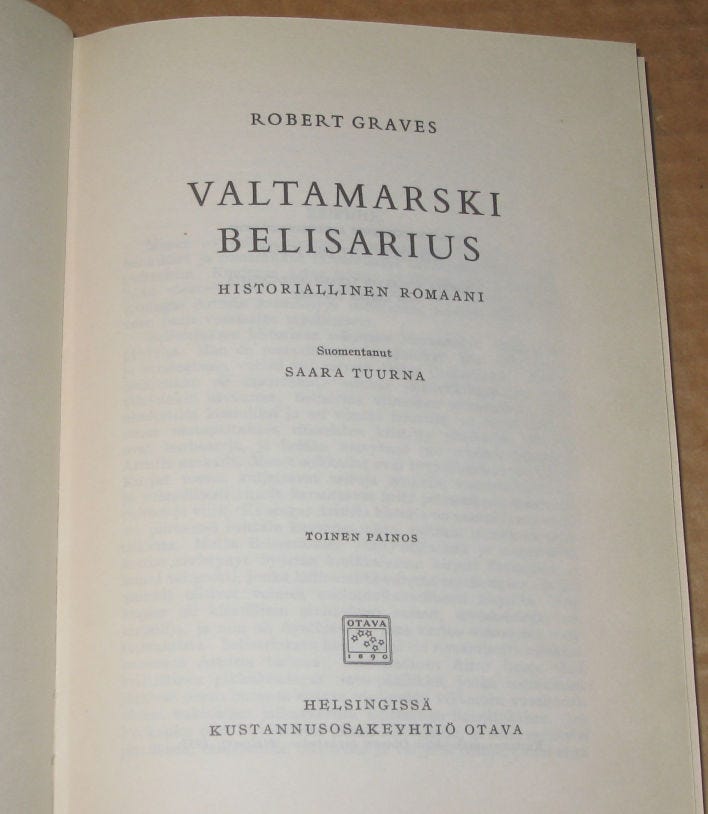 ROBERT GRAVES
VALTAMARSKI
BELISARIUS
HISTORIALLINEN ROMAANI
Suomentanut
SAARA TUURNA
TOINEN PAINOS
OTAVA
1890
HELSINGISSÄ
KUSTANNUSOSAKEYHTIÖ OTAVA